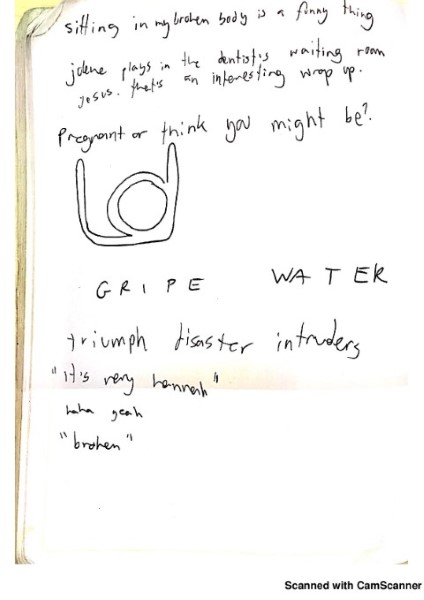 sitting in my broken body is a funny thing
jolene plays in the dentist's waiting room
jesus. that's an interesting wrap up.
Pregnant or think you might be?
GRIPE WATER
triumph disaster intruders
"it's very hannah"
haha yeah
"broken"
Scanned with CamScanner